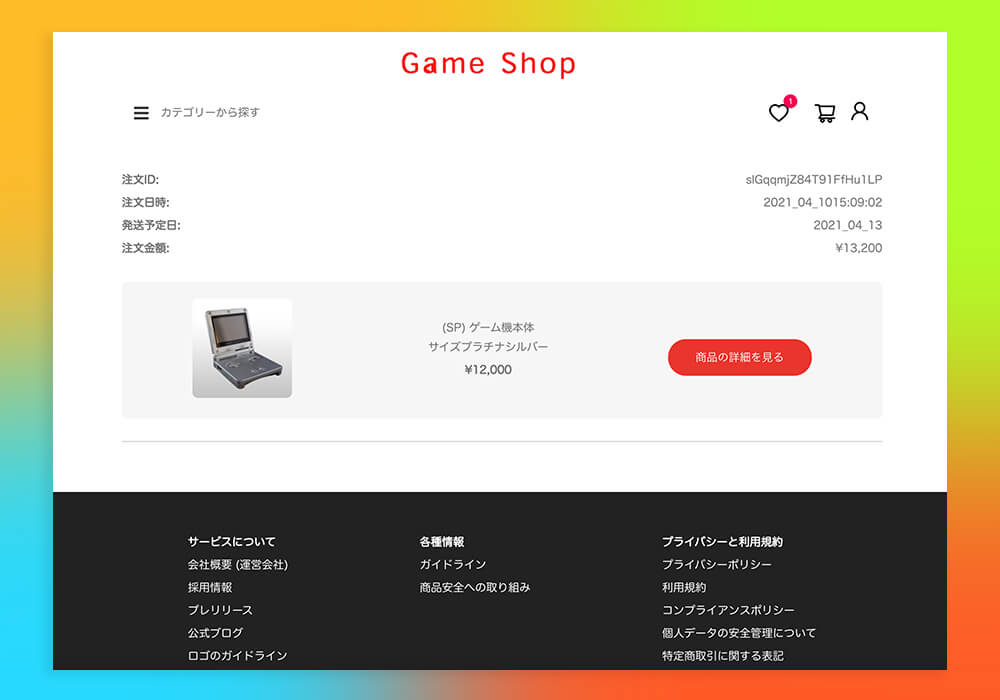 Game Shop
カテゴリーから探す
1
注文ID: slGqqmjZ84T91FfHu1LP
注文日時: 2021_04_1015:09:02
発送予定日: 2021_04_13
注文金額: ¥13,200
(SP) ゲーム機本体
サイズプラチナシルバー
¥12,000
商品の詳細を見る
サービスについて
会社概要 (運営会社)
採用情報
プレリリース
公式ブログ
ロゴのガイドライン
各種情報
ガイドライン
商品安全への取り組み
プライバシーと利用規約
プライバシーポリシー
利用規約
コンプライアンスポリシー
個人データの安全管理について
特定商取引に関する表記